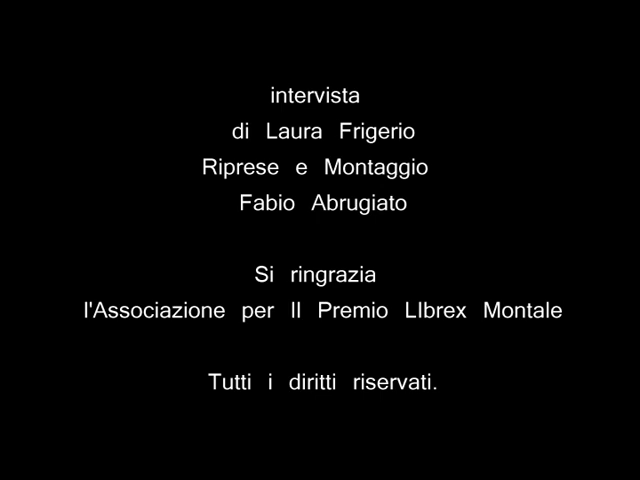 intervista
di Laura Frigerio
Riprese e Montaggio
Fabio Abrugiato
Si ringrazia
l'Associazione per Il Premio LIbrex Montale
Tutti i diritti riservati.